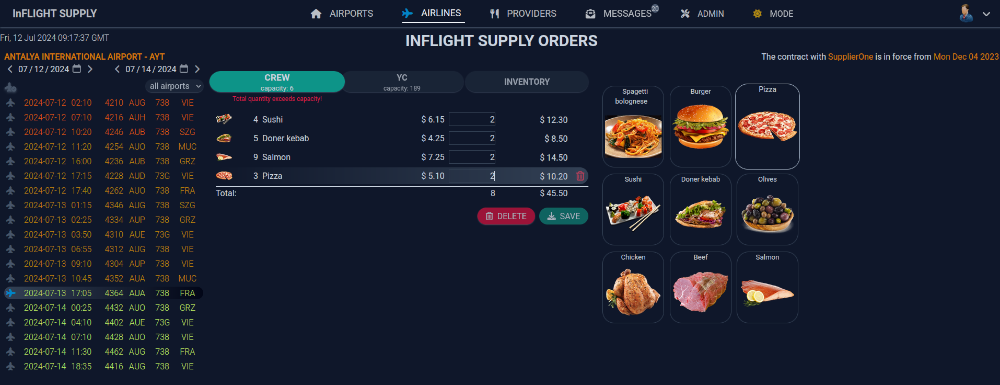 InFLIGHT SUPPLY AIRPORTS AIRLINES PROVIDERS MESSAGES ADMIN MODE
Fri, 12 Jul 2024 09:17:37 GMT
INFLIGHT SUPPLY ORDERS
ANTALYA INTERNATIONAL AIRPORT - AYT
The contract with SupplierOne is in force from Mon Dec 04 2023
07/12/2024 07/14/2024
all airports
2024-07-12 02:10 4210 AUG 738 VIE
2024-07-12 07:10 4216 AUH 738 VIE
2024-07-12 10:20 4246 AUB 738 SZG
2024-07-12 11:20 4254 AUO 738 MUC
2024-07-12 16:00 4236 AUB 738 GRZ
2024-07-12 17:15 4228 AUD 73C VIE
2024-07-12 17:40 4262 AUO 738 FRA
2024-07-13 01:15 4346 AUG 738 SZG
2024-07-13 02:25 4334 AUP 738 GRZ
2024-07-13 03:50 4310 AUE 73G VIE
2024-07-13 06:55 4312 AUG 738 VIE
2024-07-13 09:10 4304 AUP 738 VIE
2024-07-13 10:45 4352 AUA 738 MUC
2024-07-13 17:05 4364 AUA 738 FRA
2024-07-14 00:25 4432 AUO 738 GRZ
2024-07-14 04:10 4402 AUE 73G VIE
2024-07-14 07:10 4428 AUO 738 VIE
2024-07-14 11:30 4462 AUG 738 FRA
2024-07-14 18:35 4416 AUG 738 VIE
CREW
capacity: 6
YC
capacity: 189
INVENTORY
Total quantity exceeds capacity!
4 Sushi $ 6.15 2 $ 12.30
5 Doner kebab $ 4.25 2 $ 8.50
9 Salmon $ 7.25 2 $ 14.50
3 Pizza $ 5.10 2 $ 10.20
Total: 8 $ 45.50
DELETE SAVE
Spagetti
bolognese
Burger
Pizza
Sushi
Doner kebab
Olives
Chicken
Beef
Salmon